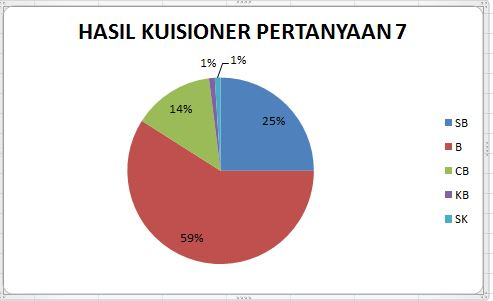 HASIL KUISIONER PERTANYAAN 7
1%
1%
14%
25%
59%
SB
B
CB
KB
SK